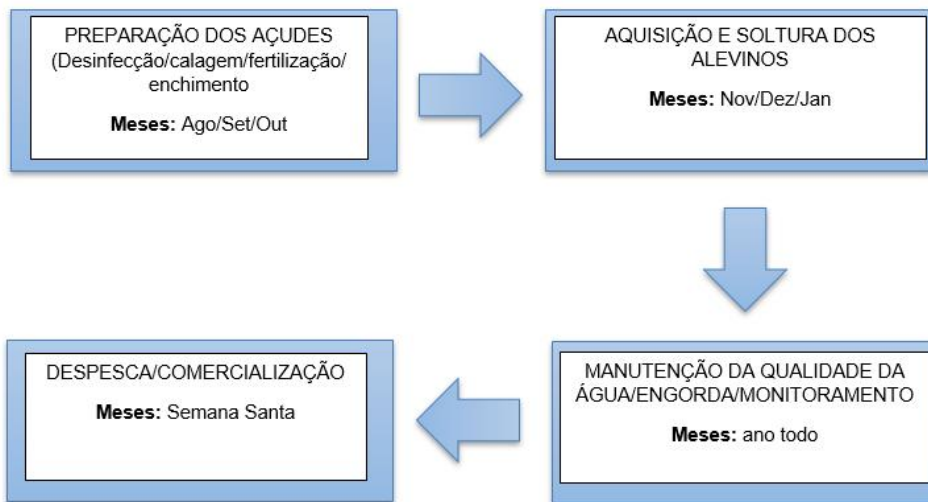 PREPARAÇÃO DOS AÇUDES
(Desinfecção/calagem/fertilização/
enchimento
Meses: Ago/Set/Out
AQUISIÇÃO E SOLTURA DOS
ALEVINOS
Meses: Nov/Dez/Jan
MANUTENÇÃO DA QUALIDADE DA
ÁGUA/ENGORDA/MONITORAMENTO
Meses: ano todo
DESPESCA/COMERCIALIZAÇÃO
Meses: Semana Santa